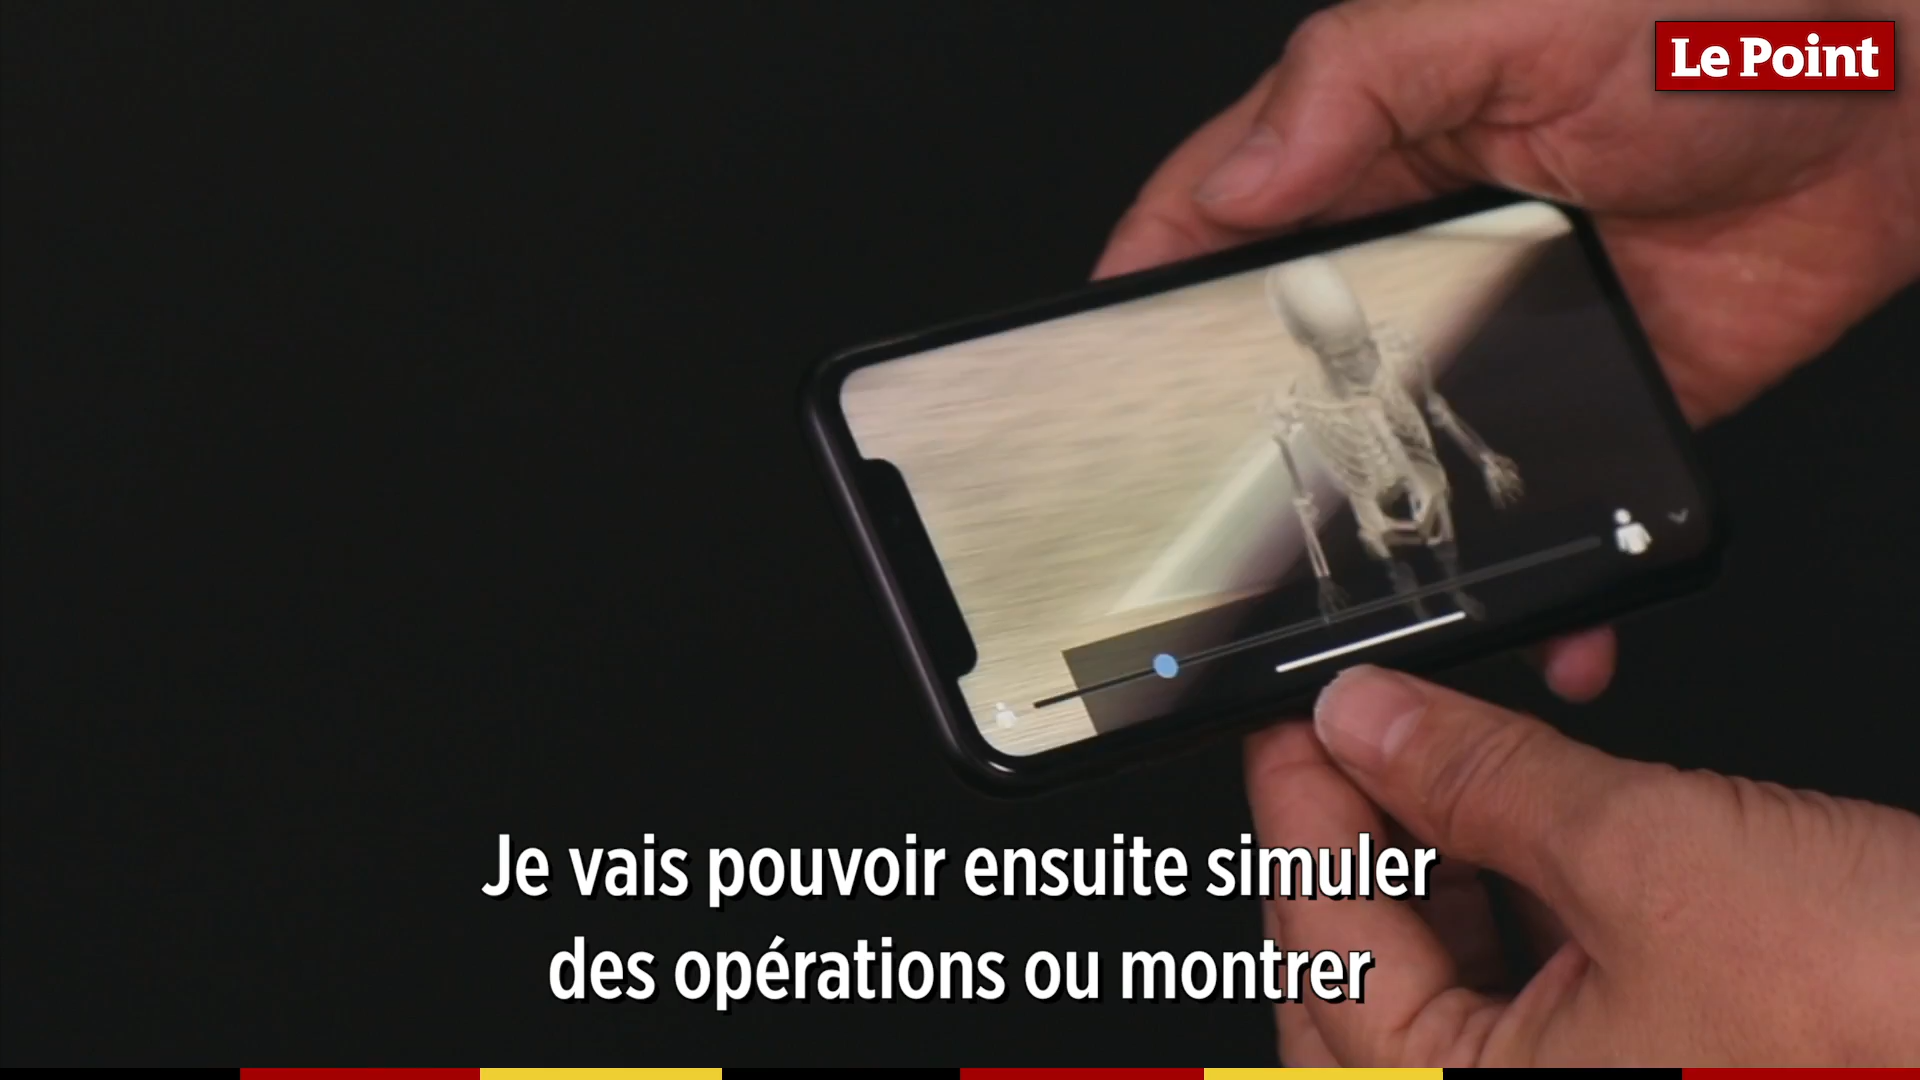 Le Point
Je vais pouvoir ensuite simuler
des opérations ou montrer